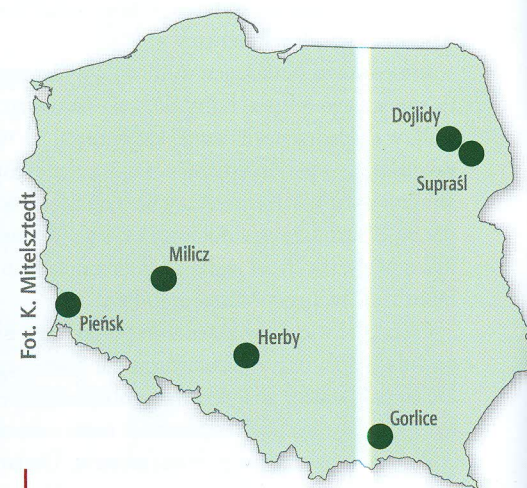 Dojlidy
Supraśl
Milicz
Pieńsk
Herby
Gorlice
Fot. K. Mitelsztedt